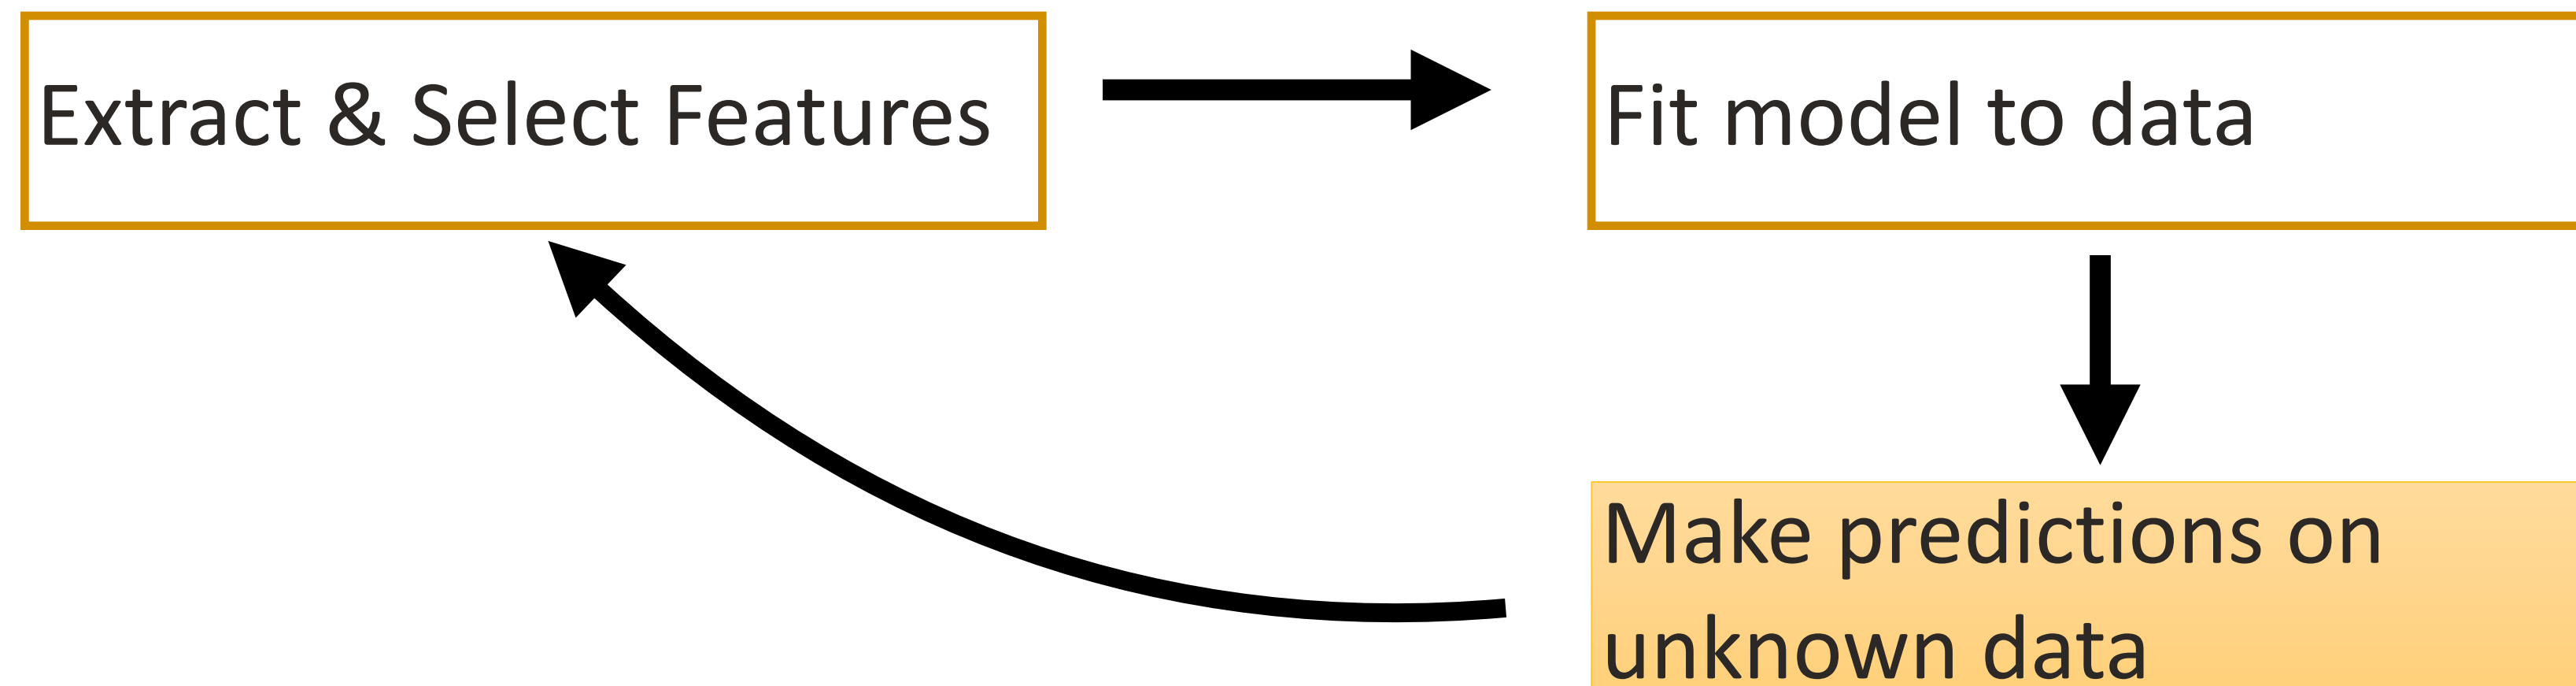 Extract & Select Features
Fit model to data
Make predictions on
unknown data